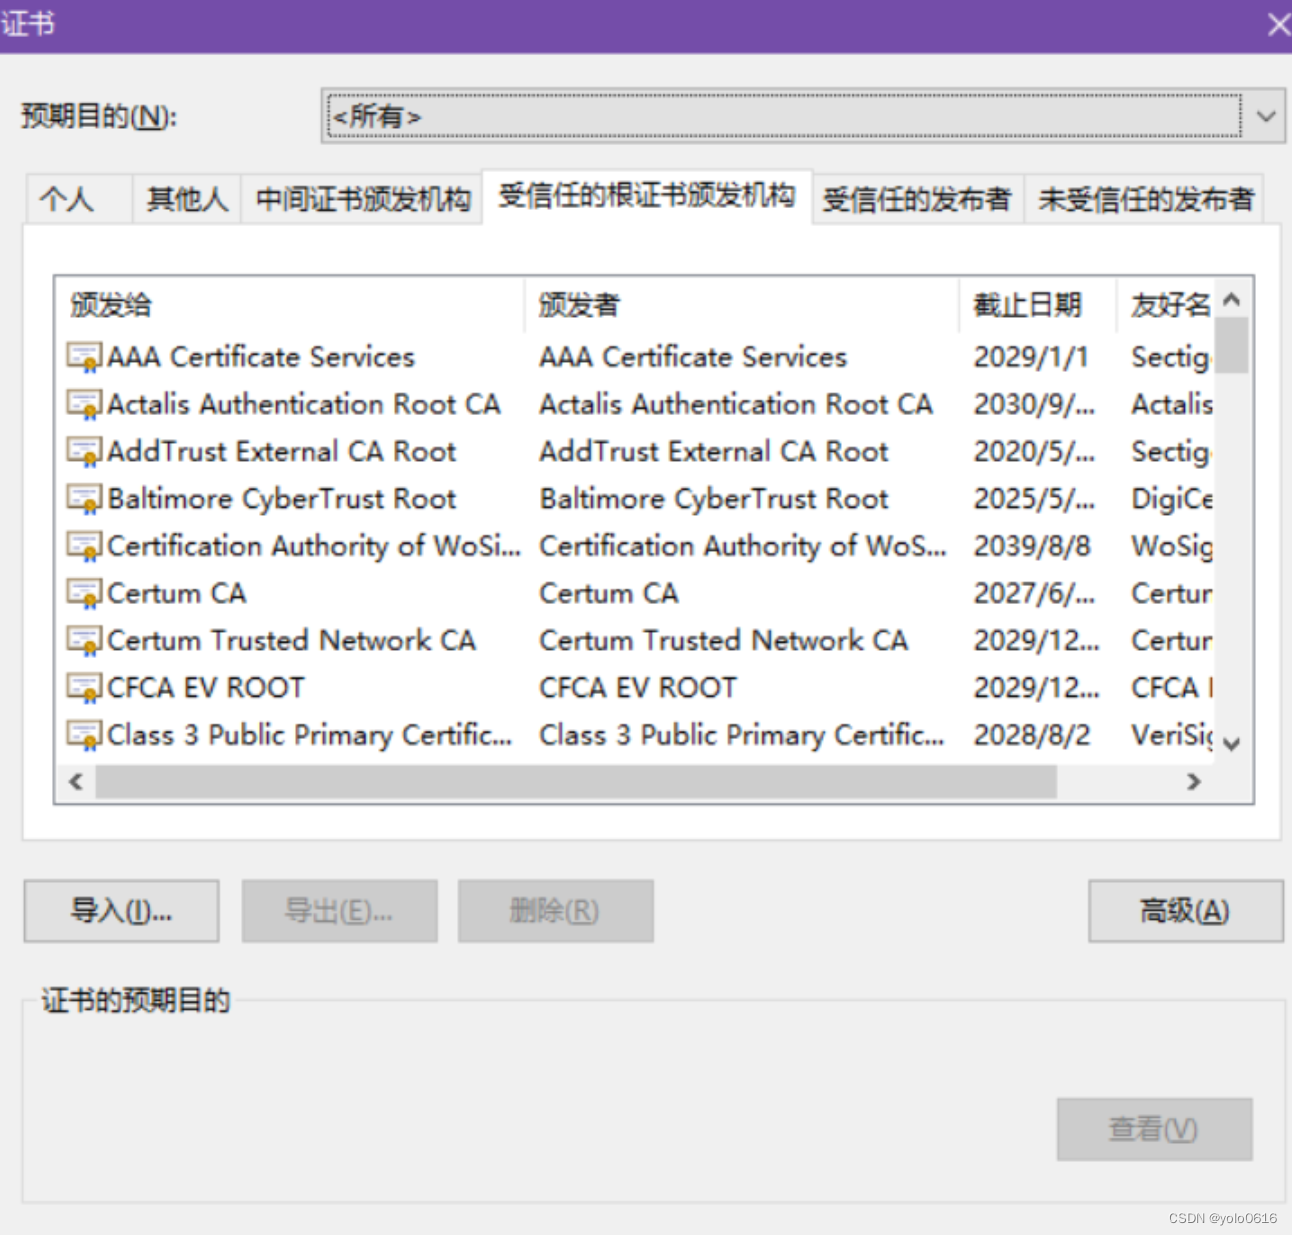 证书
预期目的(N):
<所有>
个人 其他人 中间证书颁发机构 受信任的根证书颁发机构 受信任的发布者 未受信任的发布者
颁发给 颁发者 截止日期 友好名
AAA Certificate Services AAA Certificate Services 2029/1/1 Sectig
Actalis Authentication Root CA Actalis Authentication Root CA 2030/9/... Actalis
AddTrust External CA Root AddTrust External CA Root 2020/5/... Sectig
Baltimore CyberTrust Root Baltimore CyberTrust Root 2025/5/... DigiCe
Certification Authority of WoSi... Certification Authority of WoS... 2039/8/8 WoSig
Certum CA Certum CA 2027/6/... Certum
Certum Trusted Network CA Certum Trusted Network CA 2029/12... Certum
CFCA EV ROOT CFCA EV ROOT 2029/12... CFCA
Class 3 Public Primary Certific... Class 3 Public Primary Certific... 2028/8/2 VeriSig
导入(I)... 导出(E)... 删除(R) 高级(A)
证书的预期目的
查看(V)
CSDN @yolo0616